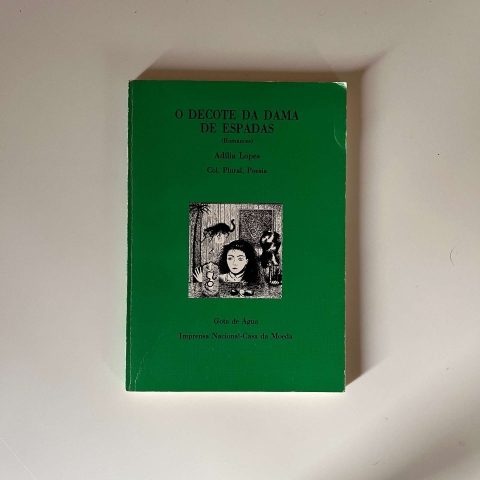 O DECOTE DA DAMA
DE ESPADAS
(Romances)
Adília Lopes
Col. Plural, Poesia
Gota de Água
Imprensa Nacional-Casa da Moeda